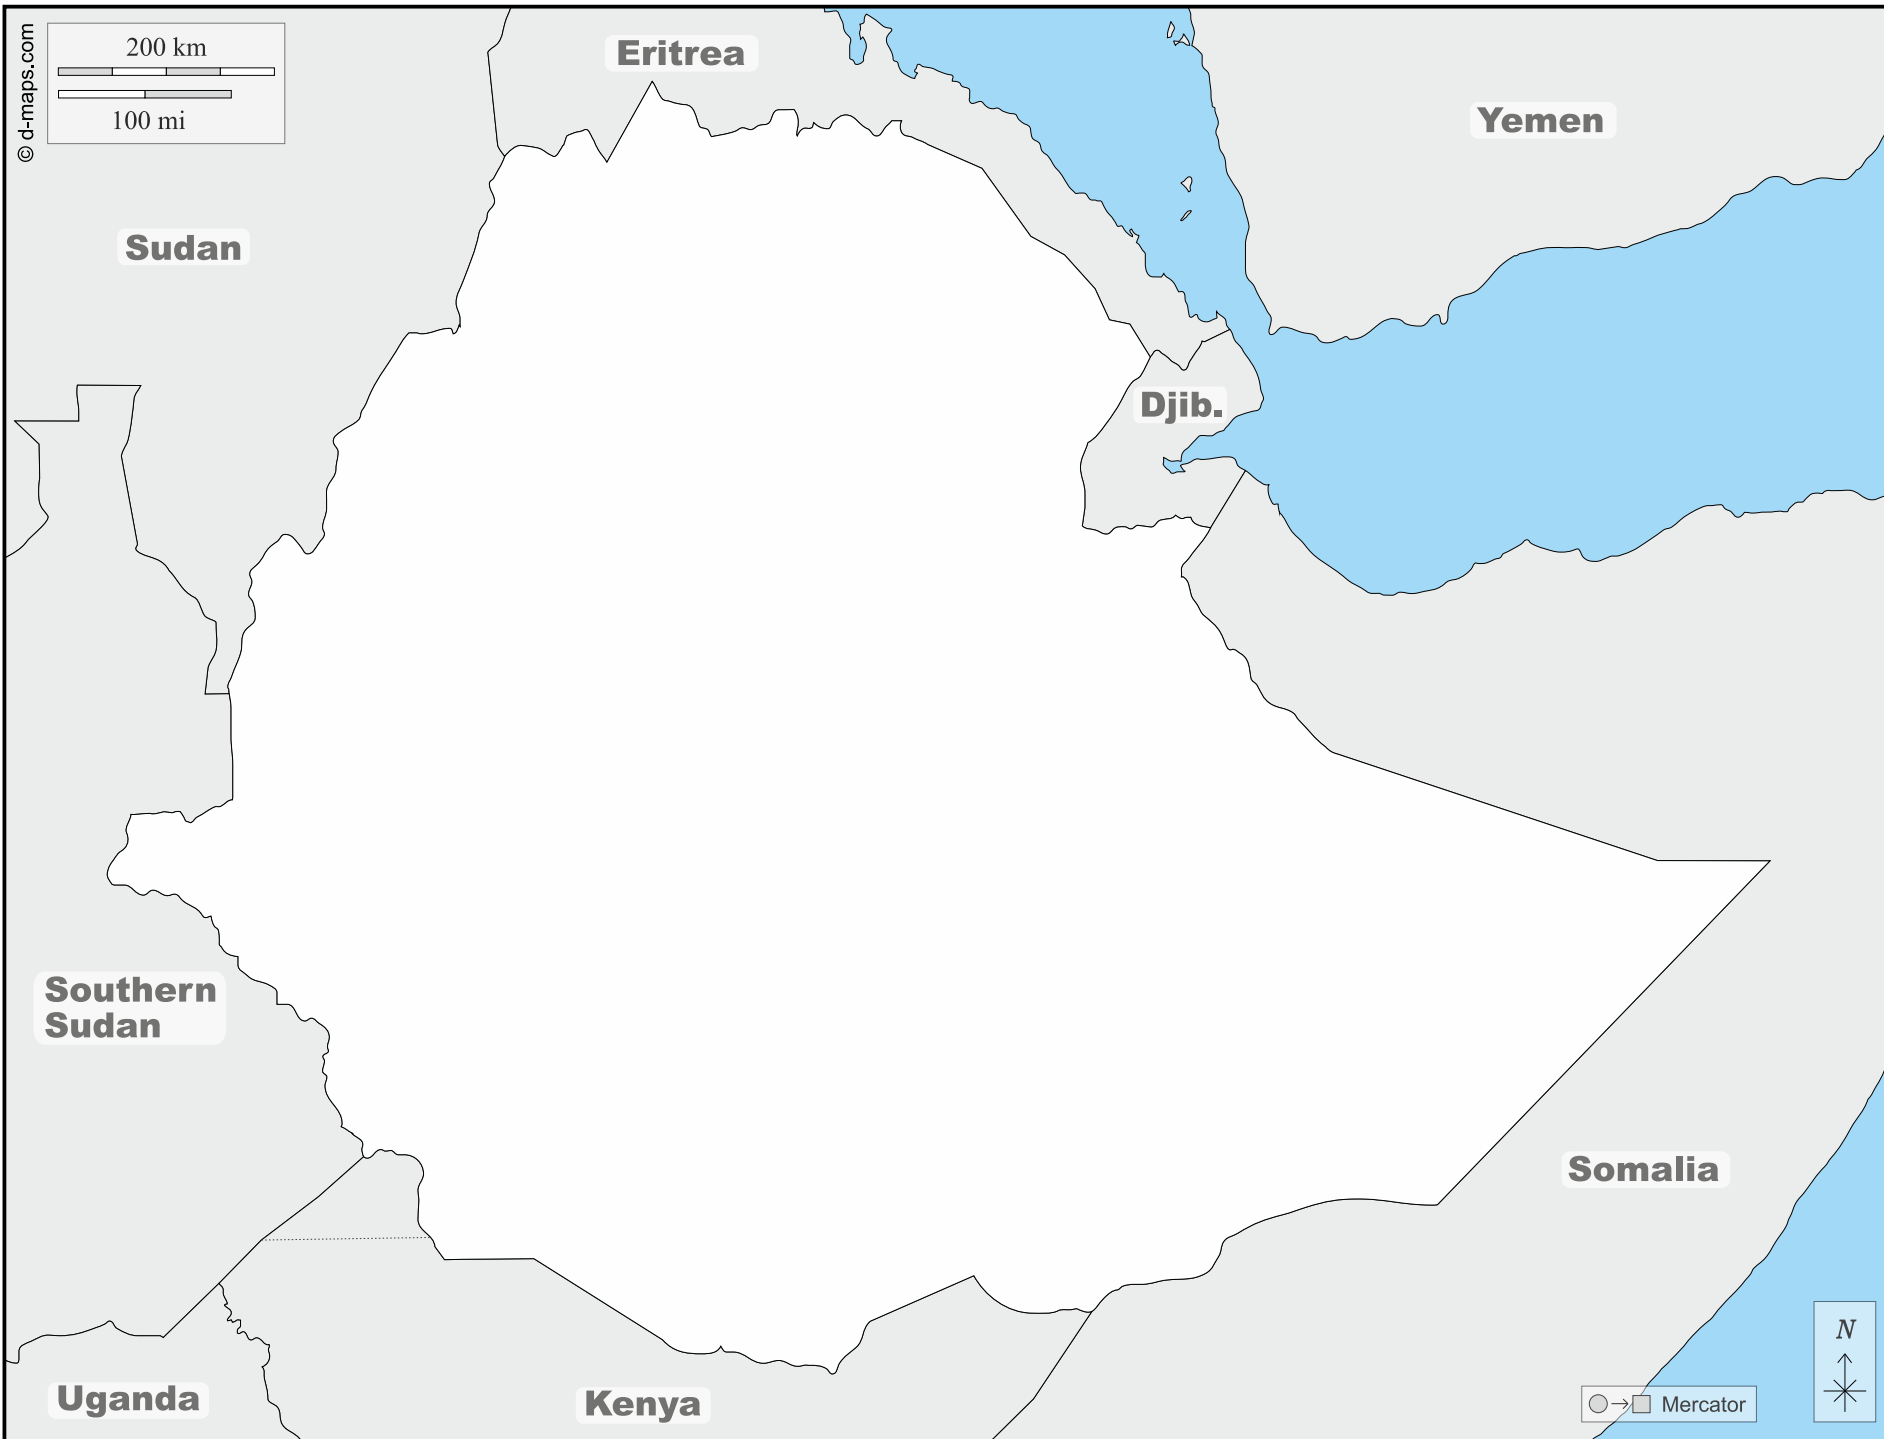 © d-maps.com
200 km
100 mi
Eritrea
Yemen
Sudan
Djib.
Southern
Sudan
Somalia
Uganda
Kenya
N
Mercator